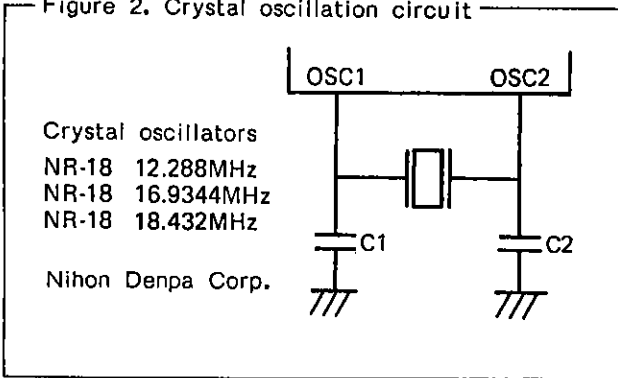 Figure 2. Crystal oscillation circuit
OSC1 OSC2
Crystal oscillators
NR-18 12.288MHz
NR-18 16.9344MHz
NR-18 18.432MHz
C1 C2
Nihon Denpa Corp.